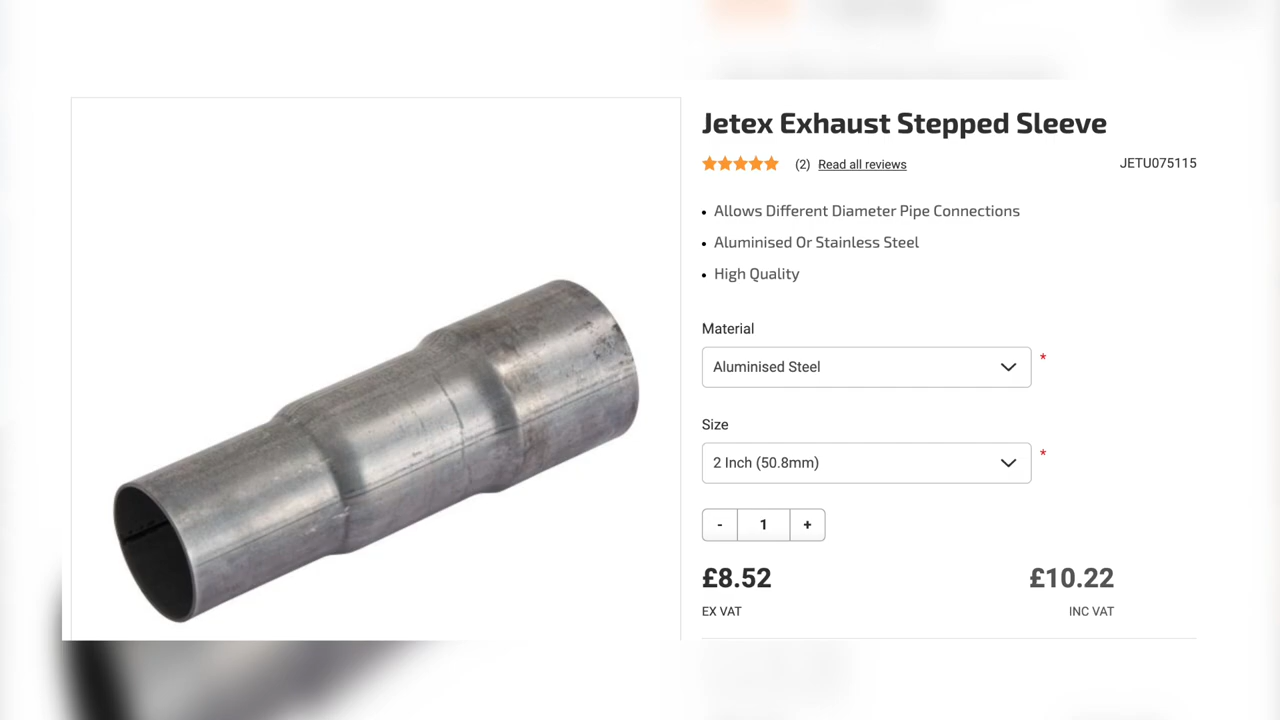 Jetex Exhaust Stepped Sleeve
(2) Read all reviews JETU075115
• Allows Different Diameter Pipe Connections
• Aluminised Or Stainless Steel
• High Quality
Material
Aluminised Steel *
Size
2 Inch (50.8mm) *
- 1 +
£8.52 £10.22
EX VAT INC VAT